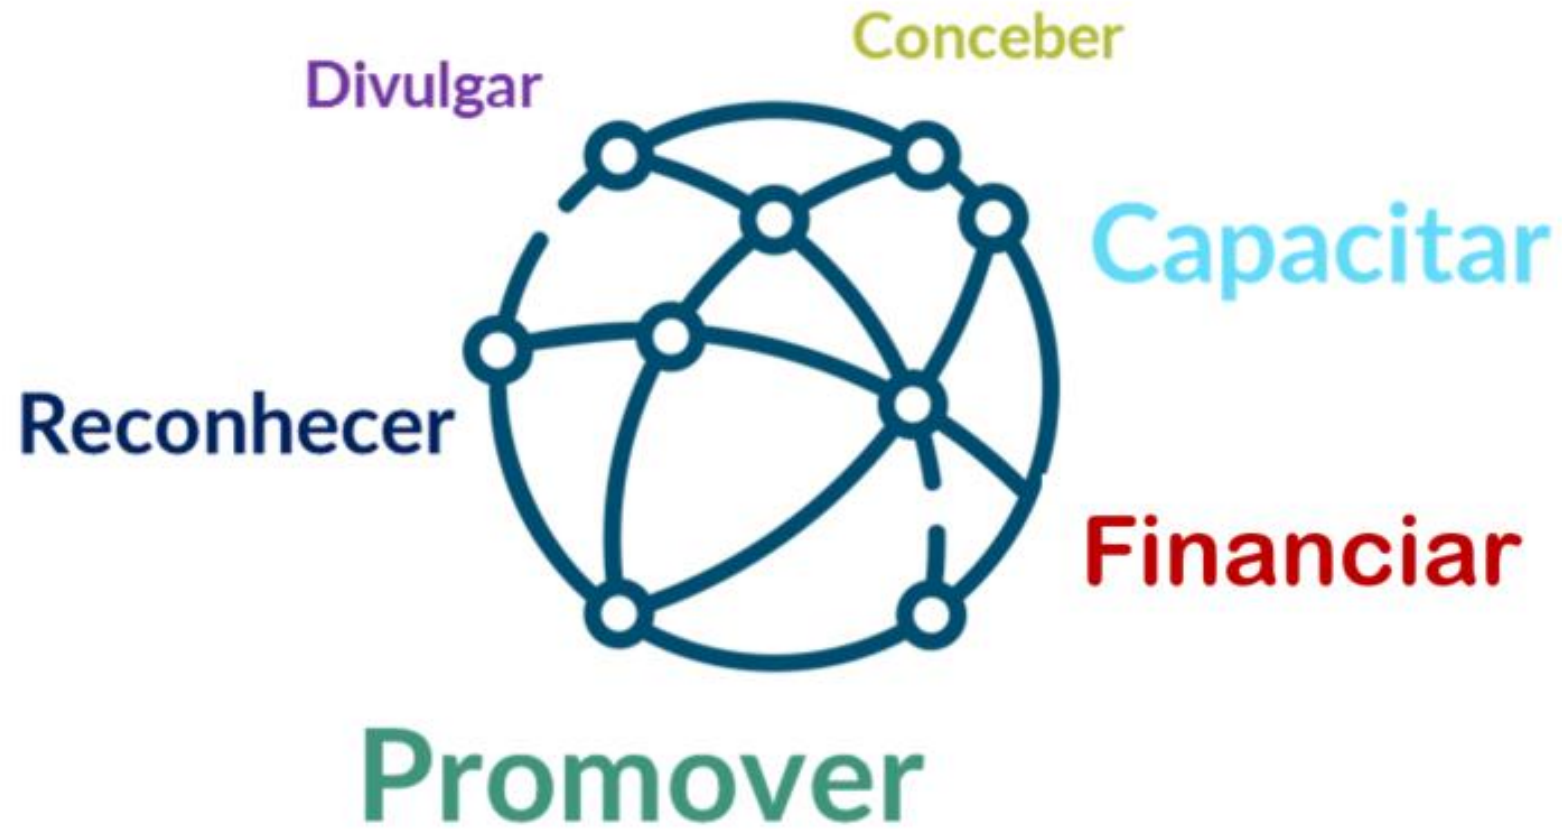 Conceber
Divulgar
Capacitar
Reconhecer
Financiar
Promover